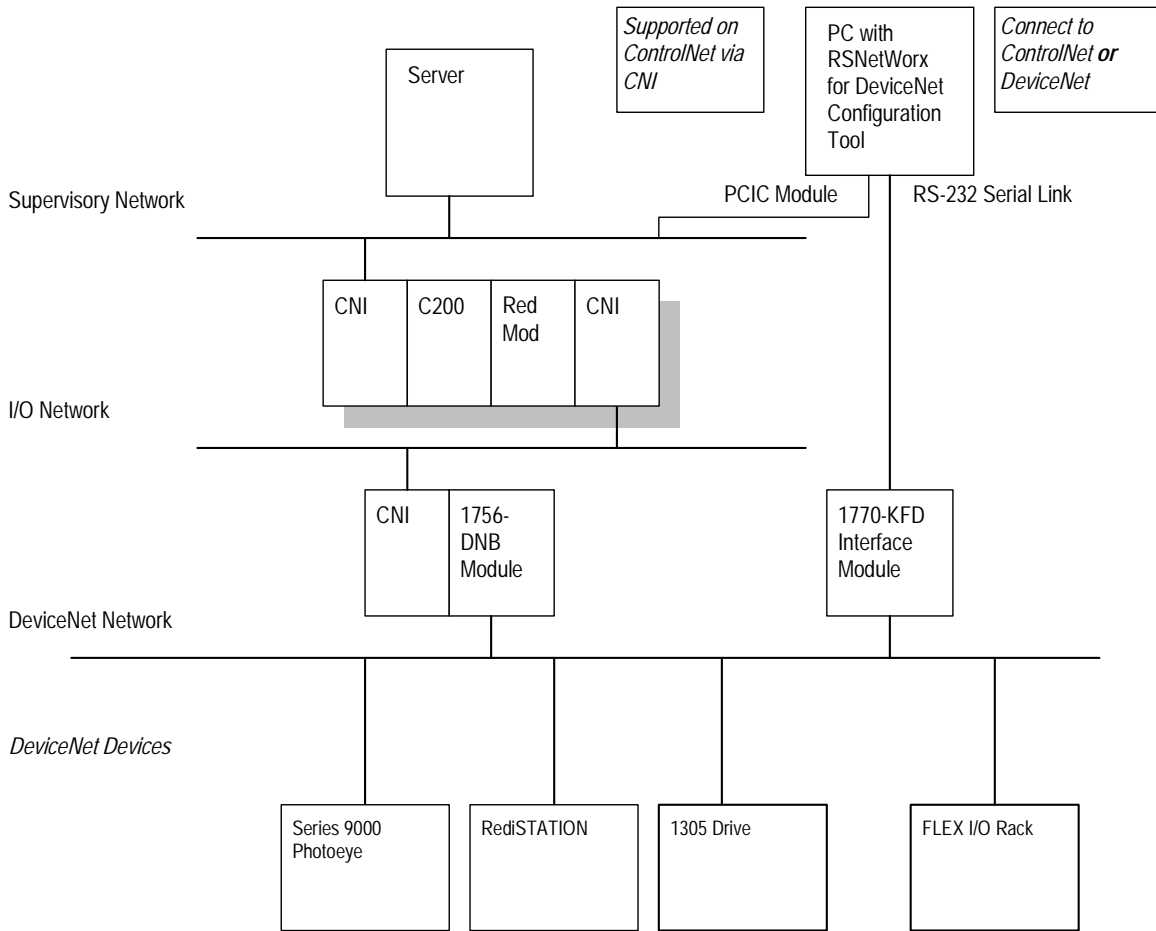 Supported on
ControlNet via
CNI
PC with
RSNetWorx
for DeviceNet
Configuration
Tool
Connect to
ControlNet or
DeviceNet
Server
Supervisory Network
PCIC Module
RS-232 Serial Link
CNI
C200
Red
Mod
CNI
I/O Network
CNI
1756-
DNB
Module
1770-KFD
Interface
Module
DeviceNet Network
DeviceNet Devices
Series 9000
Photoeye
RediSTATION
1305 Drive
FLEX I/O Rack